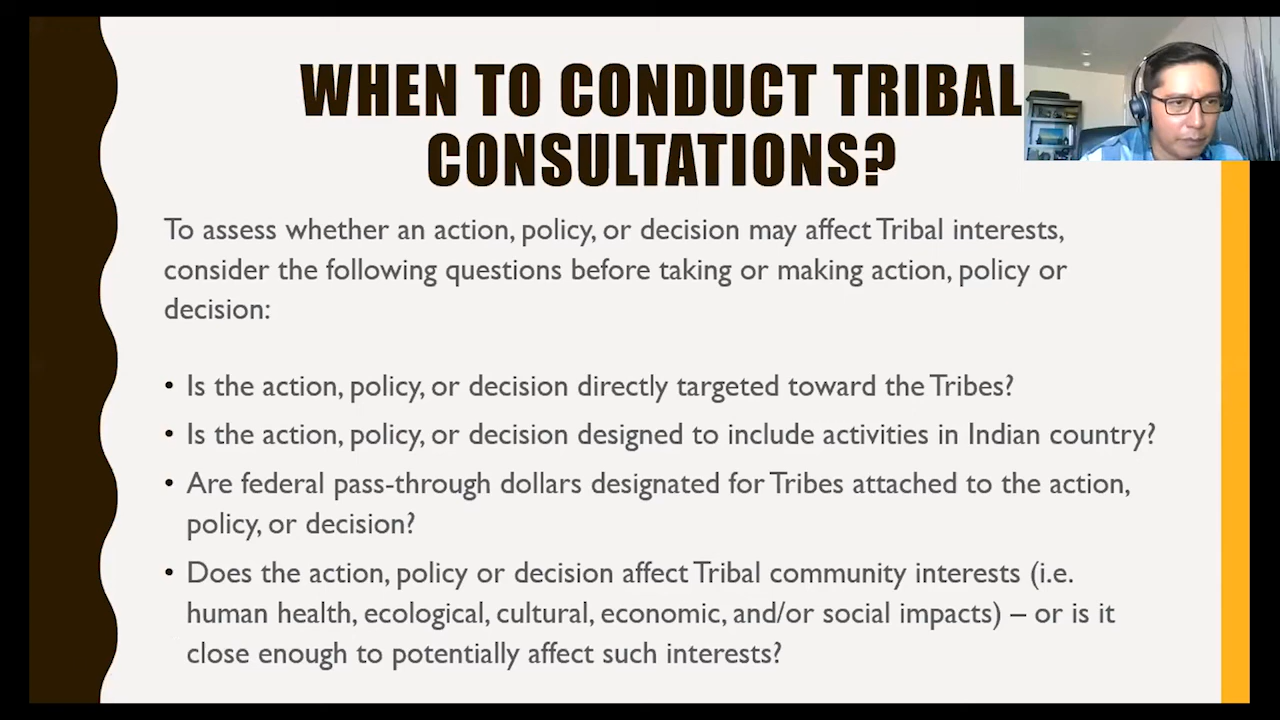 WHEN TO CONDUCT TRIBAL
CONSULTATIONS?
To assess whether an action, policy, or decision may affect Tribal interests,
consider the following questions before taking or making action, policy or
decision:
• Is the action, policy, or decision directly targeted toward the Tribes?
• Is the action, policy, or decision designed to include activities in Indian country?
• Are federal pass-through dollars designated for Tribes attached to the action,
policy, or decision?
• Does the action, policy or decision affect Tribal community interests (i.e.
human health, ecological, cultural, economic, and/or social impacts) – or is it
close enough to potentially affect such interests?